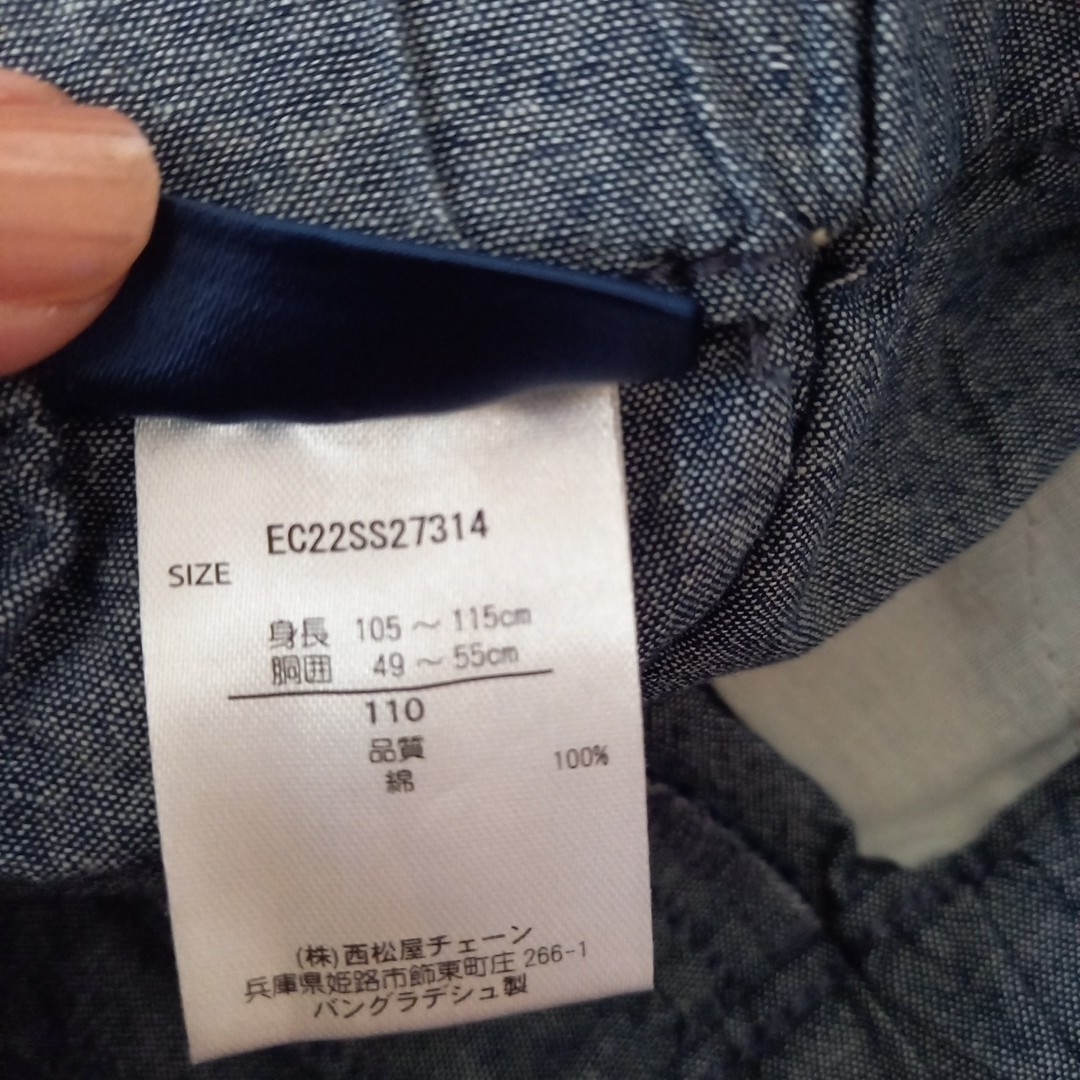 EC22SS27314
SIZE
身長 105～115cm
胴囲 49～55cm
110
品質
綿 100%
(株)西松屋チェーン
兵庫県姫路市飾東町庄 266-1
バングラデシュ製